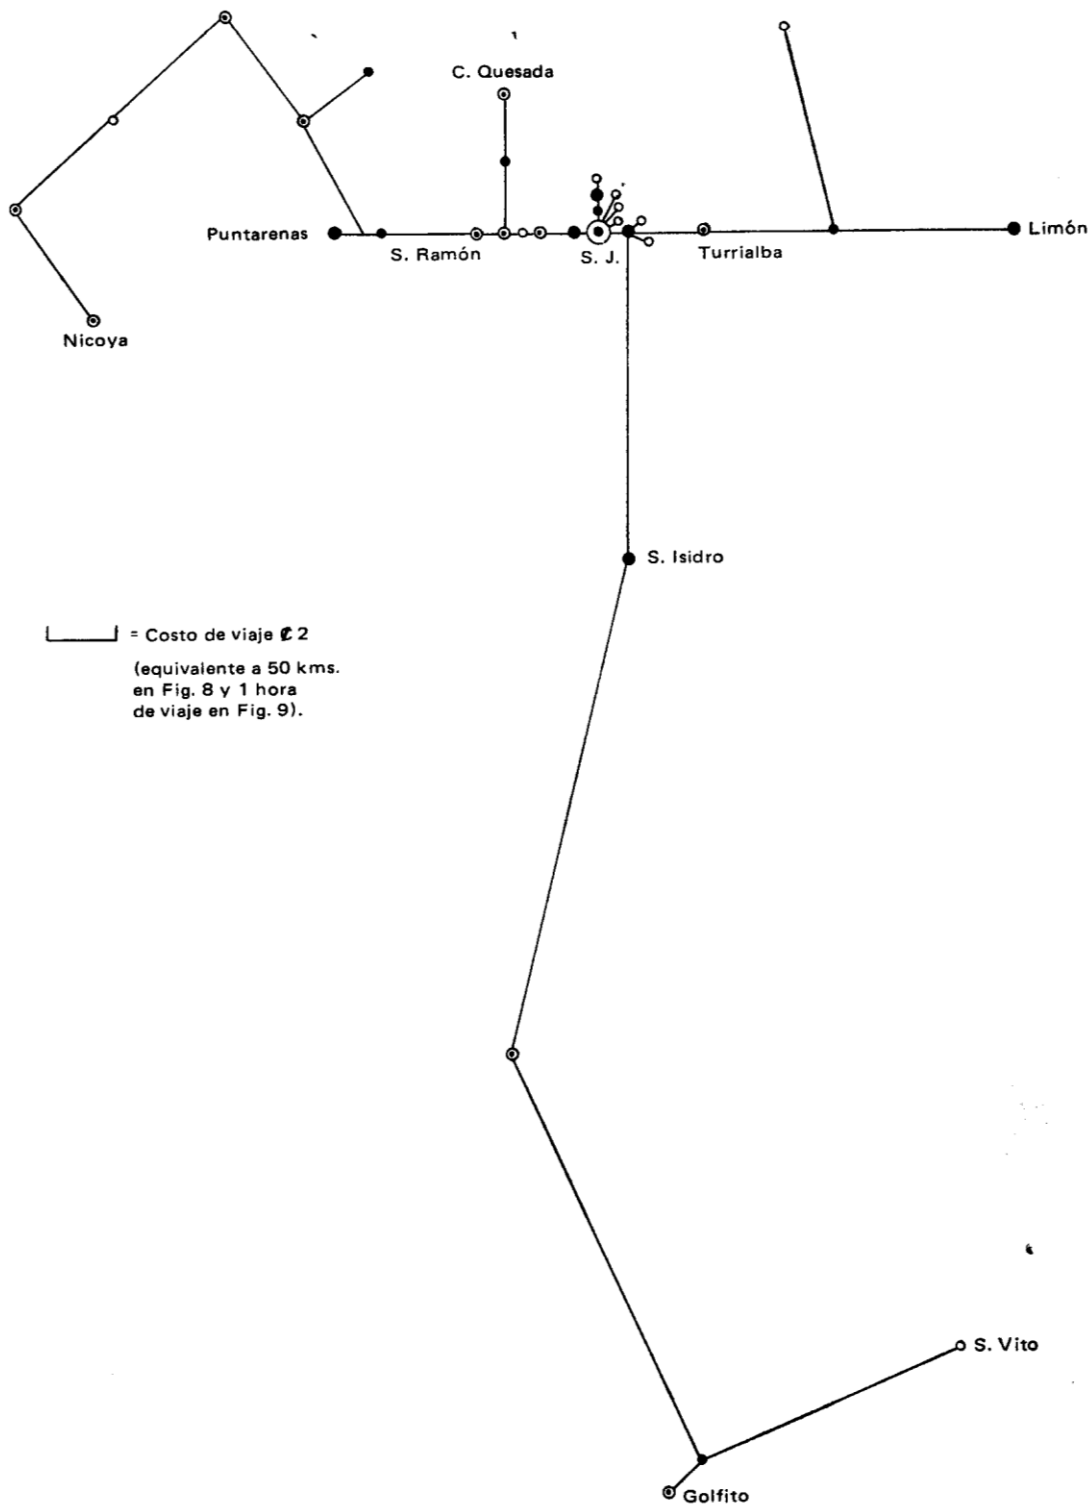 C. Quesada
Puntarenas
S. Ramón
S. J.
Turrialba
Limón
Nicoya
S. Isidro
= Costo de viaje ₡ 2
(equivalente a 50 kms.
en Fig. 8 y 1 hora
de viaje en Fig. 9).
S. Vito
Golfito